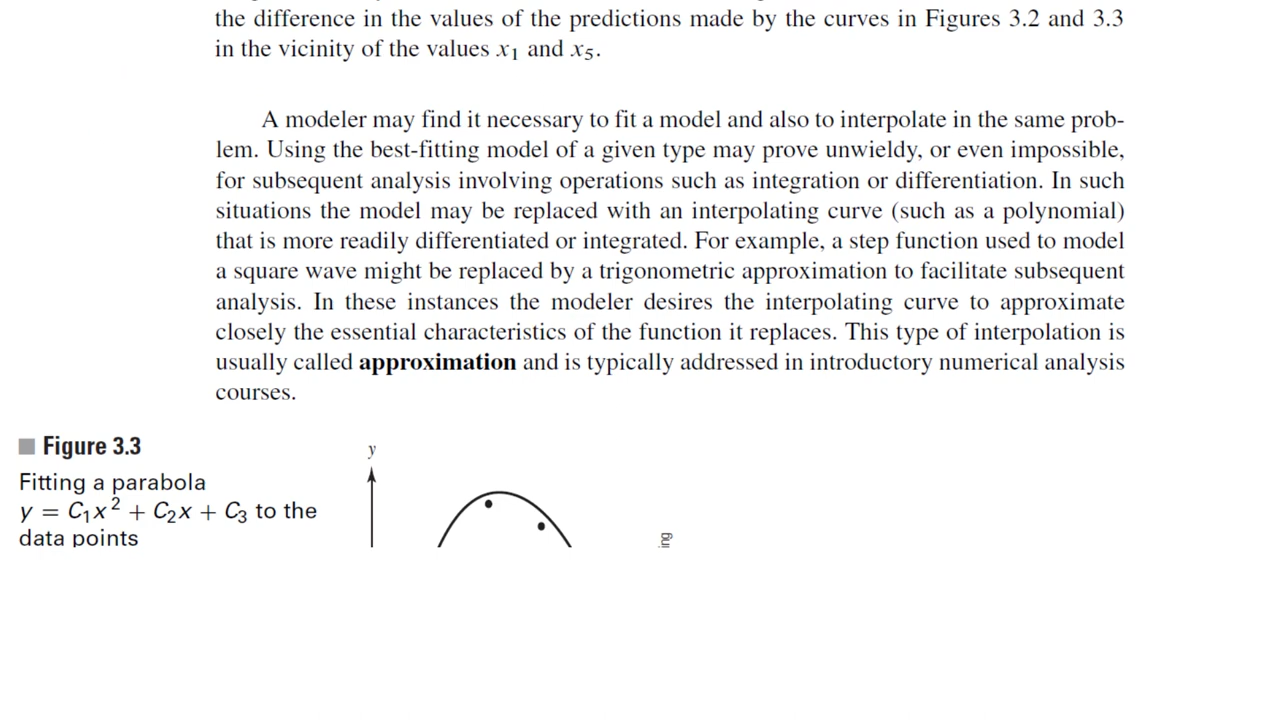 the difference in the values of the predictions made by the curves in Figures 3.2 and 3.3
in the vicinity of the values x₁ and x₅.
A modeler may find it necessary to fit a model and also to interpolate in the same prob-
lem. Using the best-fitting model of a given type may prove unwieldy, or even impossible,
for subsequent analysis involving operations such as integration or differentiation. In such
situations the model may be replaced with an interpolating curve (such as a polynomial)
that is more readily differentiated or integrated. For example, a step function used to model
a square wave might be replaced by a trigonometric approximation to facilitate subsequent
analysis. In these instances the modeler desires the interpolating curve to approximate
closely the essential characteristics of the function it replaces. This type of interpolation is
usually called approximation and is typically addressed in introductory numerical analysis
courses.
Figure 3.3
Fitting a parabola
y = C₁x² + C₂x + C₃ to the
data points
y
ing